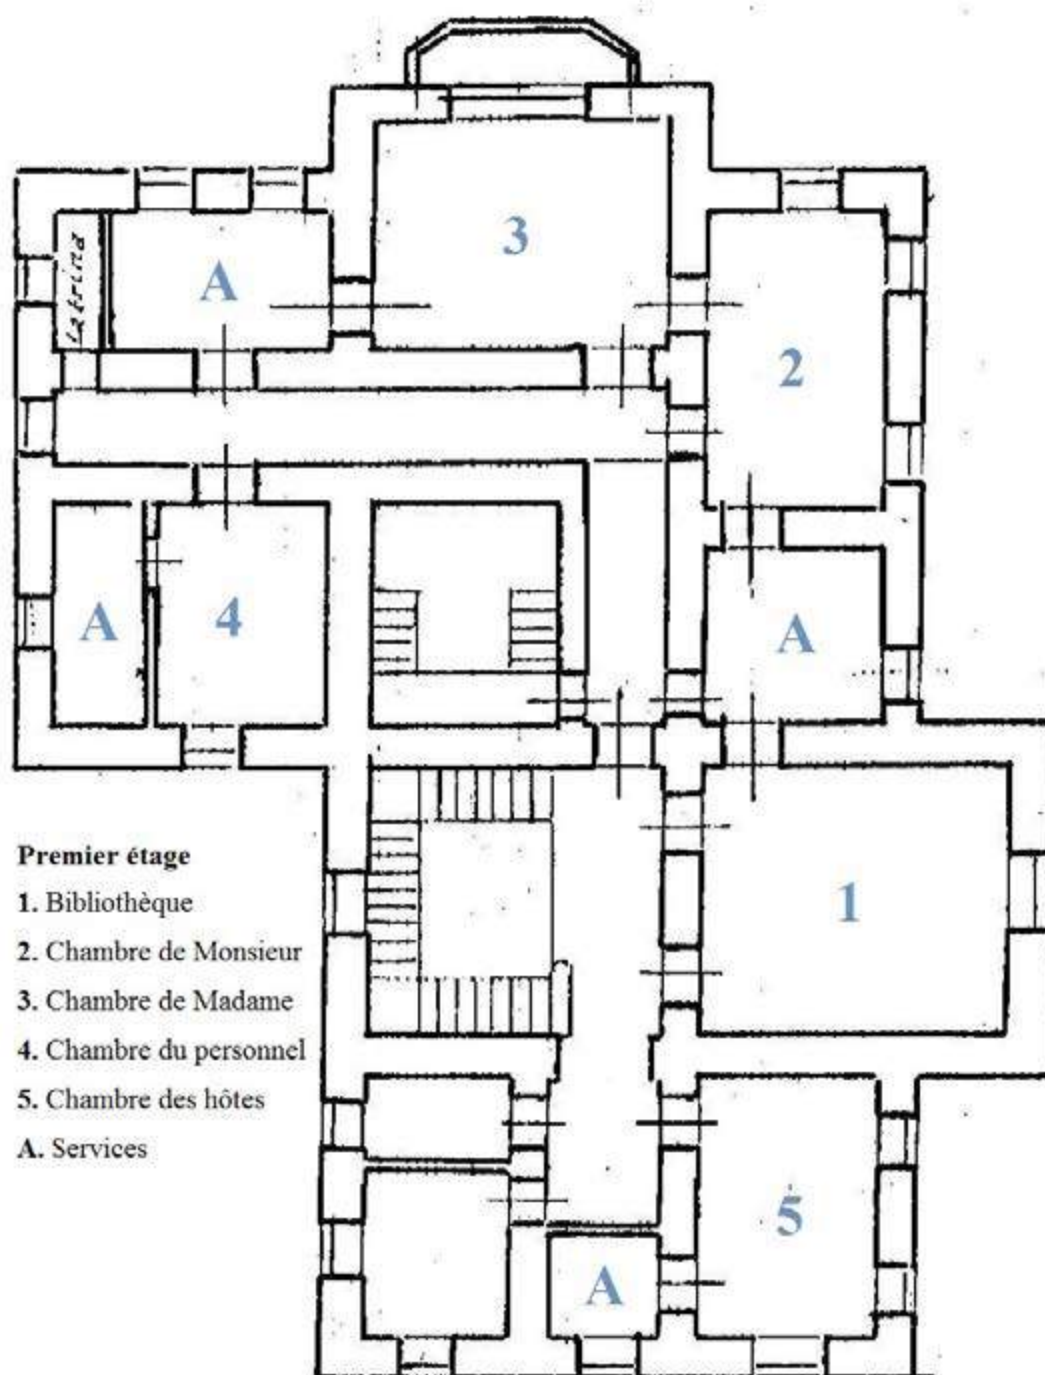 3
A
latrina
2
A
4
A
1
Premier étage
1. Bibliothèque
2. Chambre de Monsieur
3. Chambre de Madame
4. Chambre du personnel
5. Chambre des hôtes
A. Services
5
A